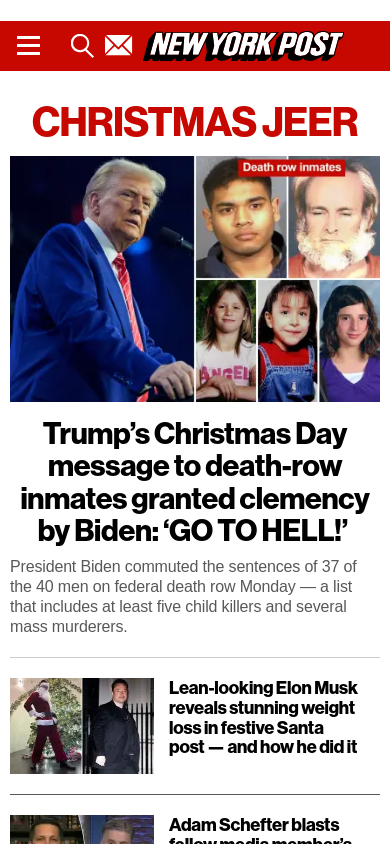 NEW YORK POST
CHRISTMAS JEER
Death row inmates
ANGEL
Trump’s Christmas Day
message to death-row
inmates granted clemency
by Biden: ‘GO TO HELL!’
President Biden commuted the sentences of 37 of
the 40 men on federal death row Monday — a list
that includes at least five child killers and several
mass murderers.
Lean-looking Elon Musk
reveals stunning weight
loss in festive Santa
post — and how he did it
Adam Schefter blasts
fellow media member’s